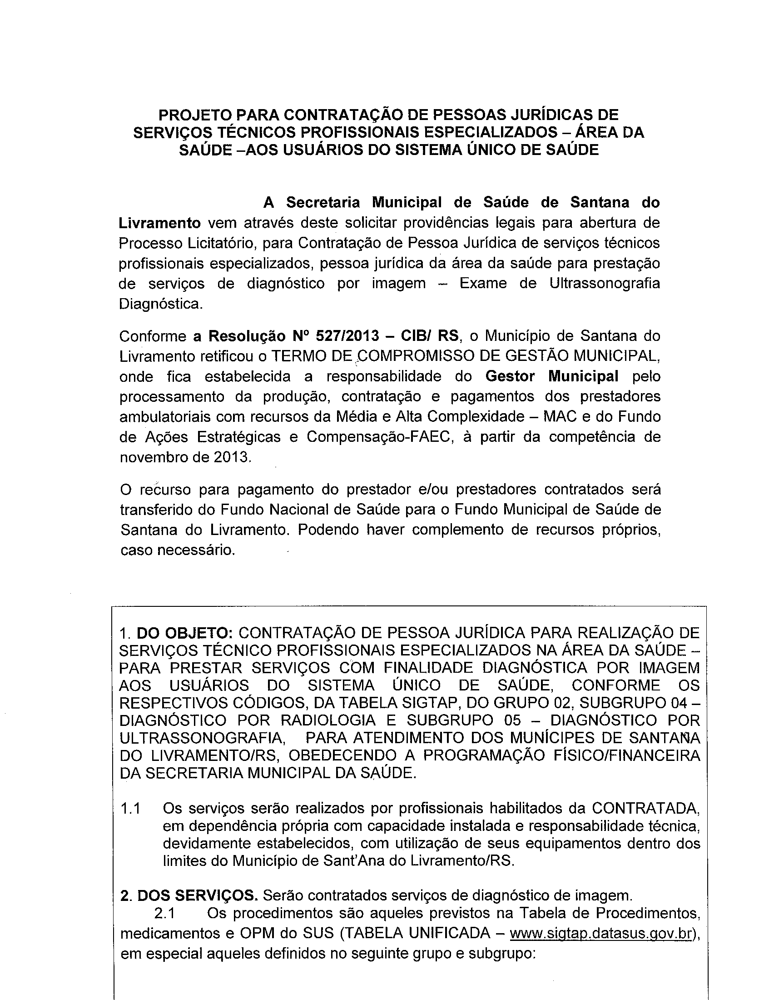 PROJETO PARA CONTRATAÇÃO DE PESSOAS JURÍDICAS DE
SERVIÇOS TÉCNICOS PROFISSIONAIS ESPECIALIZADOS – ÁREA DA
SAÚDE –AOS USUÁRIOS DO SISTEMA ÚNICO DE SAÚDE
A Secretaria Municipal de Saúde de Santana do
Livramento vem através deste solicitar providências legais para abertura de
Processo Licitatório, para Contratação de Pessoa Jurídica de serviços técnicos
profissionais especializados, pessoa jurídica da área da saúde para prestação
de serviços de diagnóstico por imagem – Exame de Ultrassonografia
Diagnóstica.
Conforme a Resolução Nº 527/2013 – CIB/ RS, o Município de Santana do
Livramento retificou o TERMO DE COMPROMISSO DE GESTÃO MUNICIPAL,
onde fica estabelecida a responsabilidade do Gestor Municipal pelo
processamento da produção, contratação e pagamentos dos prestadores
ambulatoriais com recursos da Média e Alta Complexidade – MAC e do Fundo
de Ações Estratégicas e Compensação-FAEC, à partir da competência de
novembro de 2013.
O recurso para pagamento do prestador e/ou prestadores contratados será
transferido do Fundo Nacional de Saúde para o Fundo Municipal de Saúde de
Santana do Livramento. Podendo haver complemento de recursos próprios,
caso necessário.
1. DO OBJETO: CONTRATAÇÃO DE PESSOA JURÍDICA PARA REALIZAÇÃO DE
SERVIÇOS TÉCNICO PROFISSIONAIS ESPECIALIZADOS NA ÁREA DA SAÚDE –
PARA PRESTAR SERVIÇOS COM FINALIDADE DIAGNÓSTICA POR IMAGEM
AOS USUÁRIOS DO SISTEMA ÚNICO DE SAÚDE, CONFORME OS
RESPECTIVOS CÓDIGOS, DA TABELA SIGTAP, DO GRUPO 02, SUBGRUPO 04 –
DIAGNÓSTICO POR RADIOLOGIA E SUBGRUPO 05 – DIAGNÓSTICO POR
ULTRASSONOGRAFIA, PARA ATENDIMENTO DOS MUNÍCIPES DE SANTANA
DO LIVRAMENTO/RS, OBEDECENDO A PROGRAMAÇÃO FÍSICO/FINANCEIRA
DA SECRETARIA MUNICIPAL DA SAÚDE.
1.1 Os serviços serão realizados por profissionais habilitados da CONTRATADA,
em dependência própria com capacidade instalada e responsabilidade técnica,
devidamente estabelecidos, com utilização de seus equipamentos dentro dos
limites do Município de Sant'Ana do Livramento/RS.
2. DOS SERVIÇOS. Serão contratados serviços de diagnóstico de imagem.
2.1 Os procedimentos são aqueles previstos na Tabela de Procedimentos,
medicamentos e OPM do SUS (TABELA UNIFICADA – www.sigtap.datasus.gov.br),
em especial aqueles definidos no seguinte grupo e subgrupo: